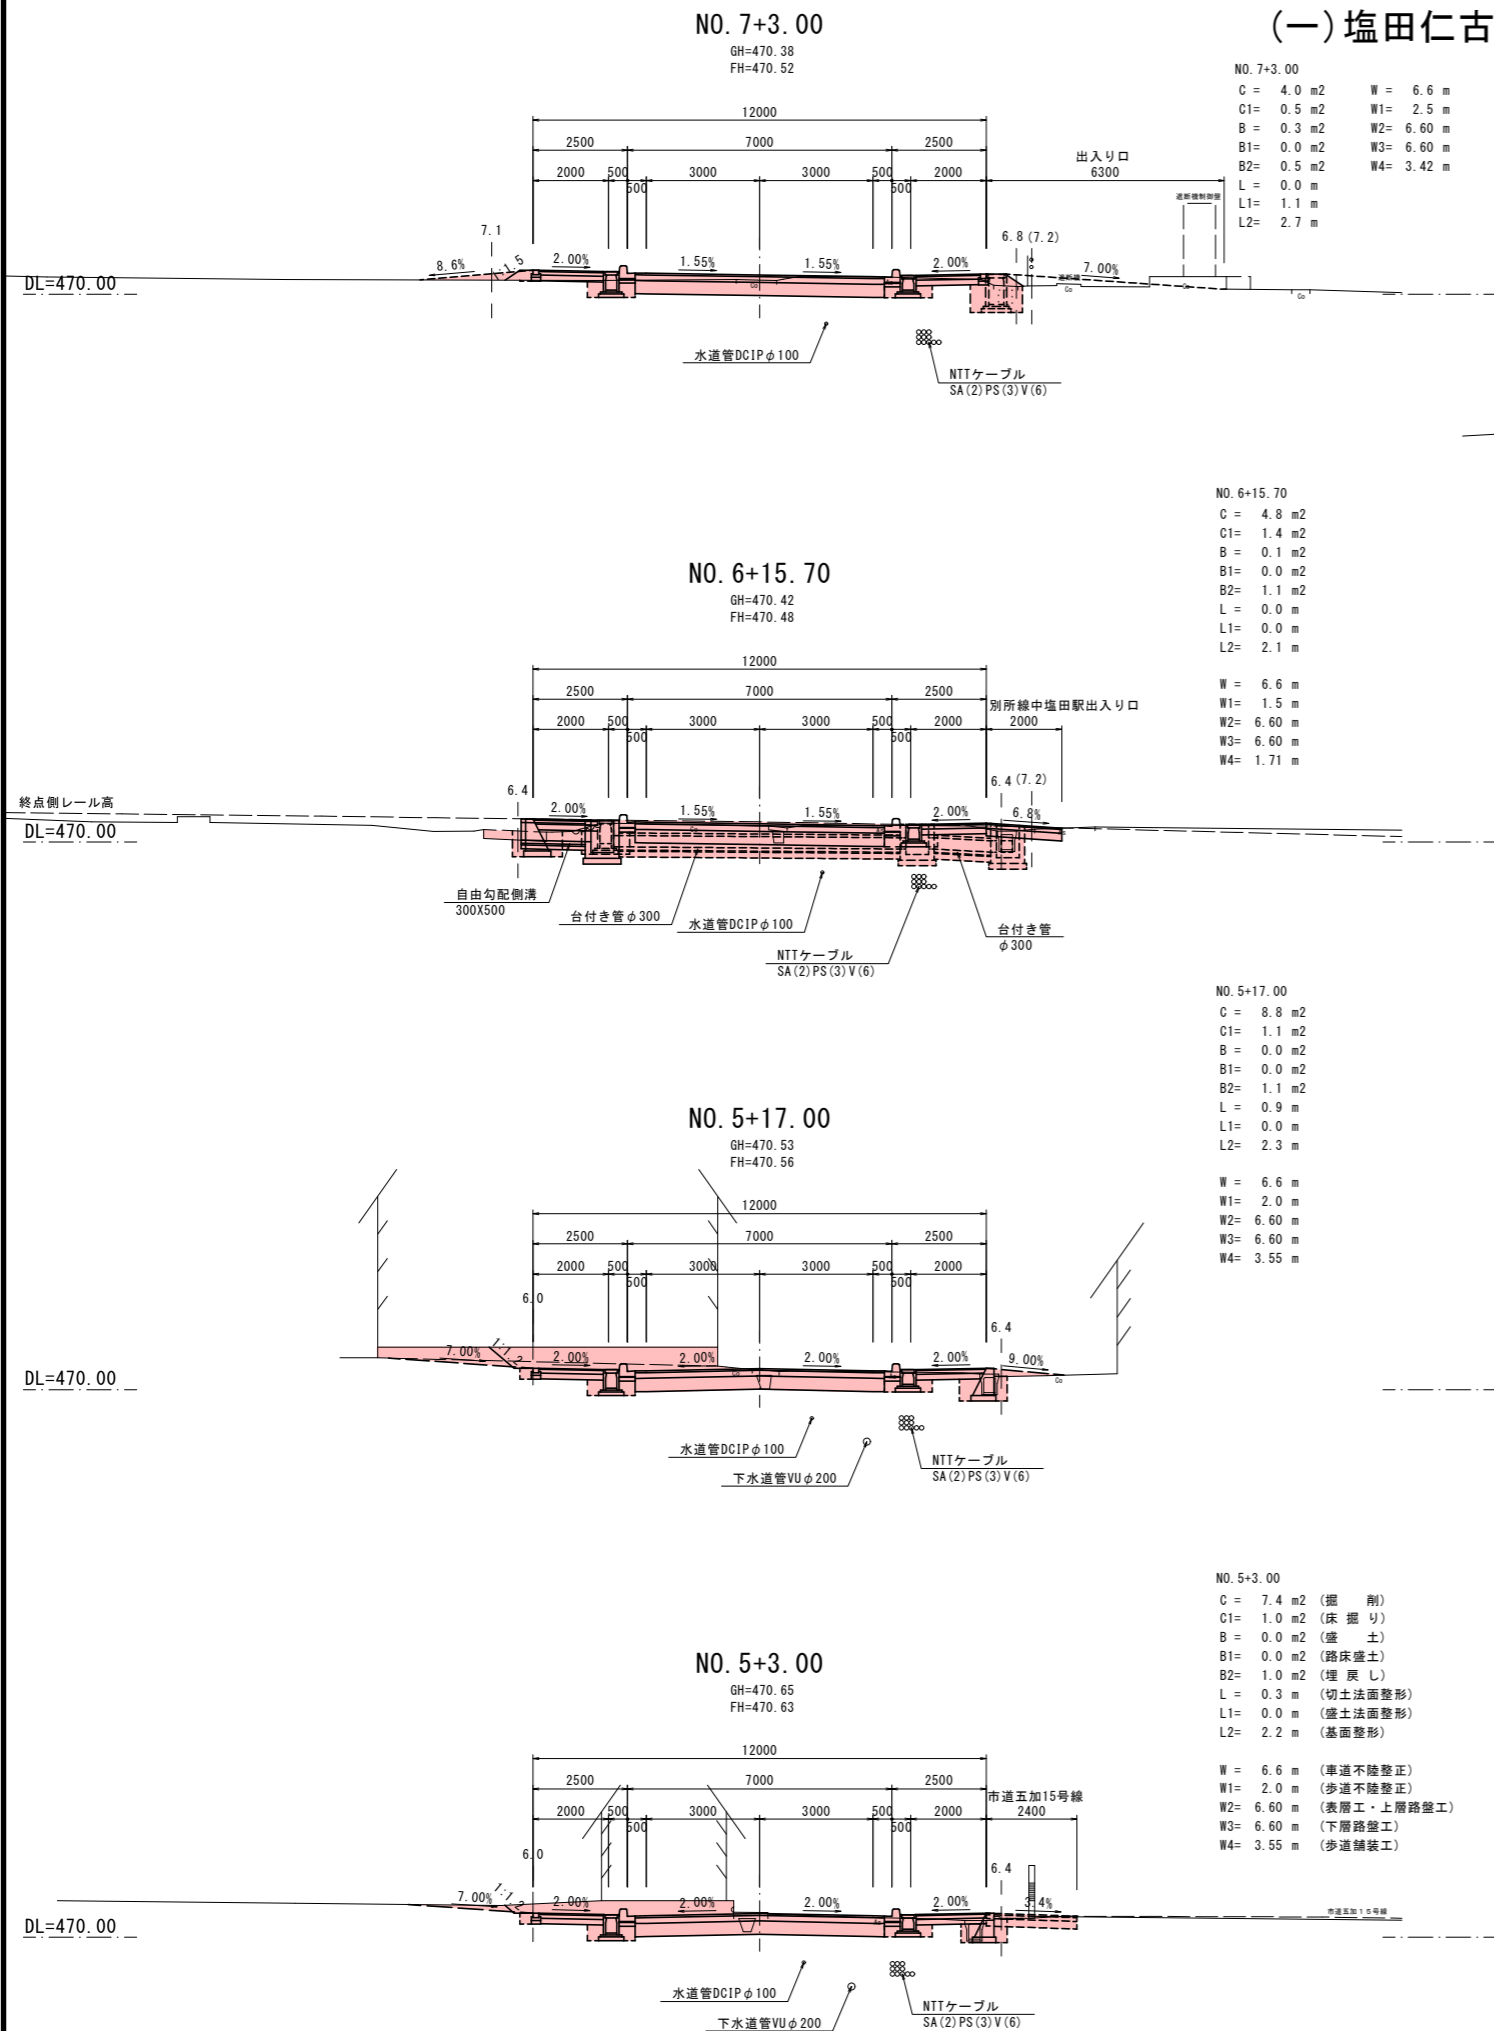 (一)塩田仁古
NO.7+3.00
GH=470.38
FH=470.52
NO.7+3.00
C = 4.0 m2 W = 6.6 m
C1= 0.5 m2 W1= 2.5 m
B = 0.3 m2 W2= 6.60 m
B1= 0.0 m2 W3= 6.60 m
B2= 0.5 m2 W4= 3.42 m
L = 0.0 m
L1= 1.1 m
L2= 2.7 m
12000
2500 7000 2500
出入り口
2000 500 3000 3000 500 2000 6300
500 500
遮断機制御盤
7.1 6.8 (7.2)
8.6% 1:1.5 2.00% 1.55% 1.55% 2.00% 7.00%
DL=470.00
Co Co Co Co
水道管DCIPφ100
NTTケーブル
SA(2)PS(3)V(6)
NO.6+15.70
GH=470.42
FH=470.48
NO.6+15.70
C = 4.8 m2
C1= 1.4 m2
B = 0.1 m2
B1= 0.0 m2
B2= 1.1 m2
L = 0.0 m
L1= 0.0 m
L2= 2.1 m
W = 6.6 m
W1= 1.5 m
W2= 6.60 m
W3= 6.60 m
W4= 1.71 m
12000
2500 7000 2500
別所線中塩田駅出入り口
2000 500 3000 3000 500 2000 2000
500 500
6.4 6.4 (7.2)
終点側レール高
2.00% 1.55% 1.55% 2.00% 6.8%
DL=470.00
自由勾配側溝
300X500
台付き管φ300
水道管DCIPφ100
台付き管
φ300
NTTケーブル
SA(2)PS(3)V(6)
NO.5+17.00
GH=470.53
FH=470.56
NO.5+17.00
C = 8.8 m2
C1= 1.1 m2
B = 0.0 m2
B1= 0.0 m2
B2= 1.1 m2
L = 0.9 m
L1= 0.0 m
L2= 2.3 m
W = 6.6 m
W1= 2.0 m
W2= 6.60 m
W3= 6.60 m
W4= 3.55 m
12000
2500 7000 2500
2000 500 3000 3000 500 2000
500 500
6.0 6.4
7.00% 1:1.2 2.00% 2.00% 2.00% 2.00% 9.00%
DL=470.00
Co Co
水道管DCIPφ100
下水道管VUφ200
NTTケーブル
SA(2)PS(3)V(6)
NO.5+3.00
GH=470.65
FH=470.63
NO.5+3.00
C = 7.4 m2 (掘 削)
C1= 1.0 m2 (床 掘 り)
B = 0.0 m2 (盛 土)
B1= 0.0 m2 (路床盛土)
B2= 1.0 m2 (埋 戻 し)
L = 0.3 m (切土法面整形)
L1= 0.0 m (盛土法面整形)
L2= 2.2 m (基面整形)
W = 6.6 m (車道不陸整正)
W1= 2.0 m (歩道不陸整正)
W2= 6.60 m (表層工・上層路盤工)
W3= 6.60 m (下層路盤工)
W4= 3.55 m (歩道舗装工)
12000
2500 7000 2500
市道五加15号線
2000 500 3000 3000 500 2000 2400
500 500
6.0 6.4
7.00% 1:1.2 2.00% 2.00% 2.00% 2.00% 3.4%
市道五加15号線
DL=470.00
水道管DCIPφ100
下水道管VUφ200
NTTケーブル
SA(2)PS(3)V(6)